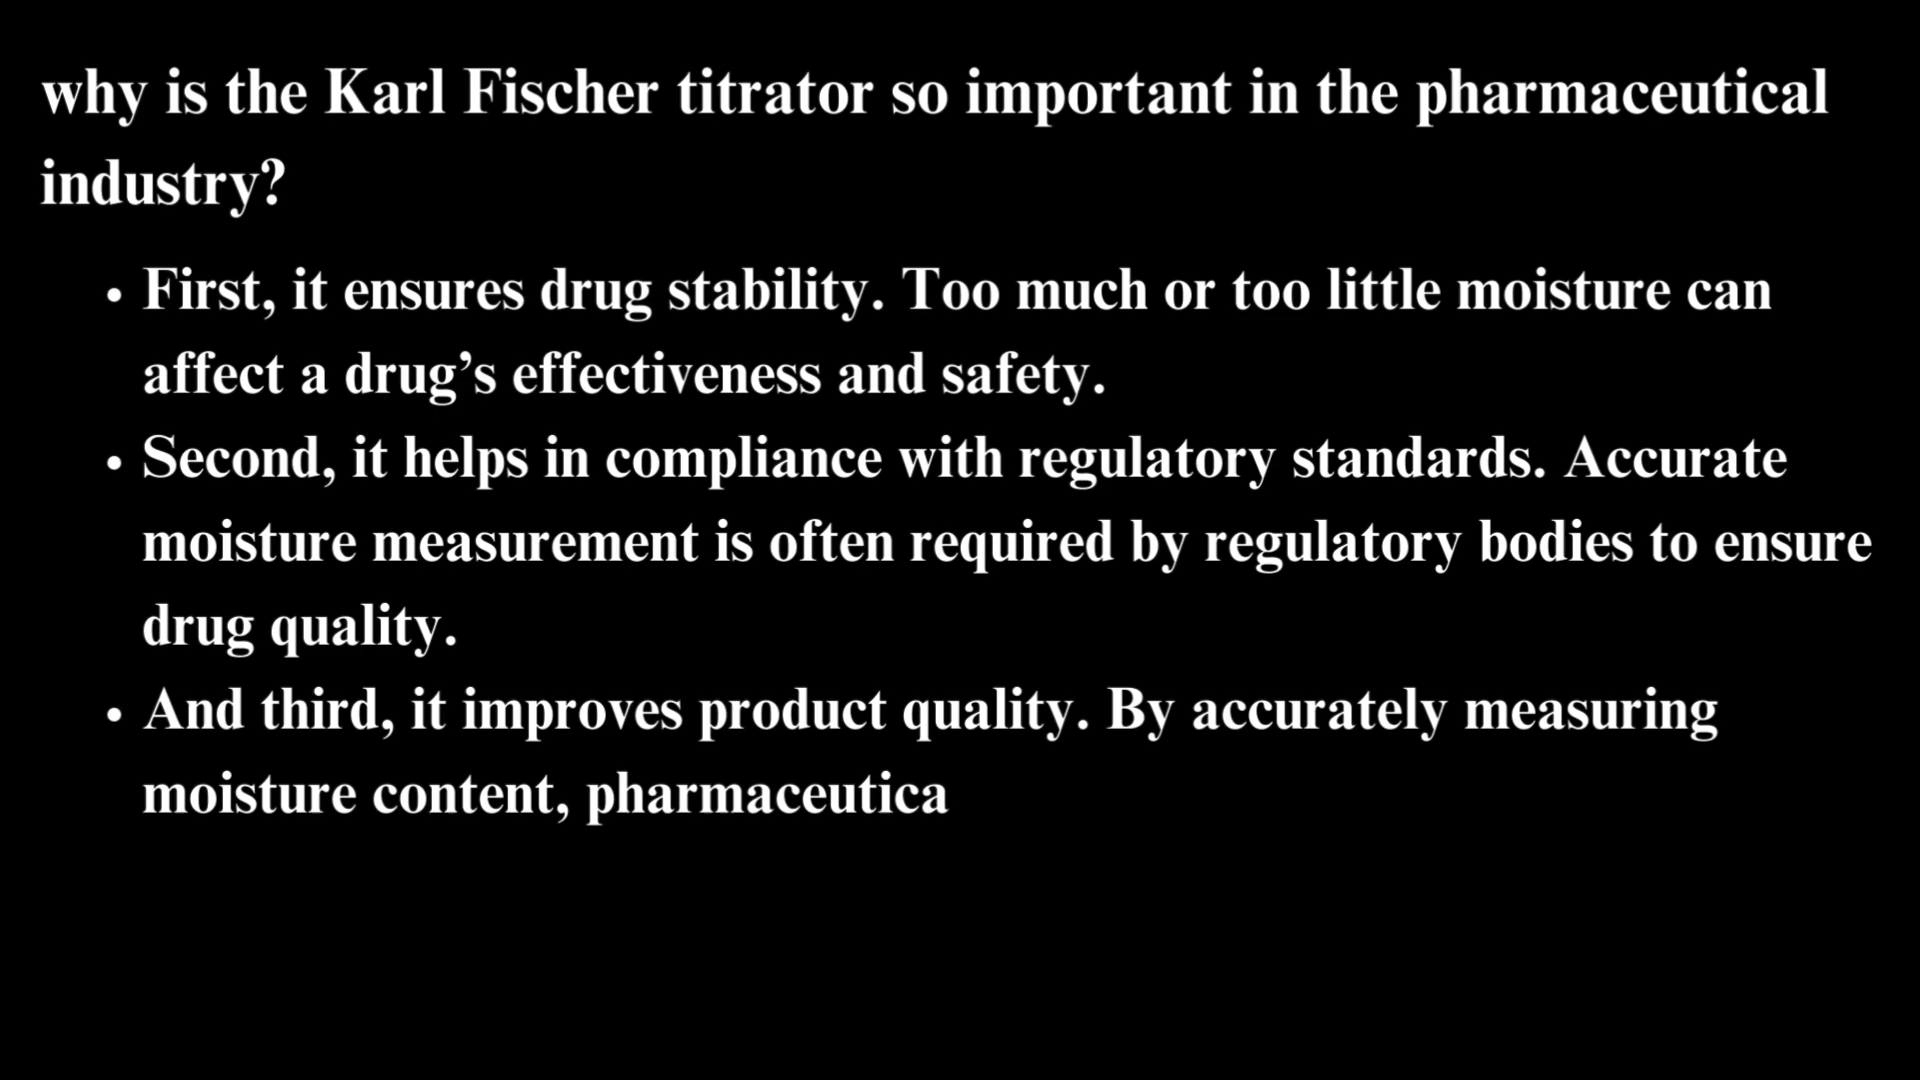 why is the Karl Fischer titrator so important in the pharmaceutical
industry?
• First, it ensures drug stability. Too much or too little moisture can
affect a drug’s effectiveness and safety.
• Second, it helps in compliance with regulatory standards. Accurate
moisture measurement is often required by regulatory bodies to ensure
drug quality.
• And third, it improves product quality. By accurately measuring
moisture content, pharmaceutica